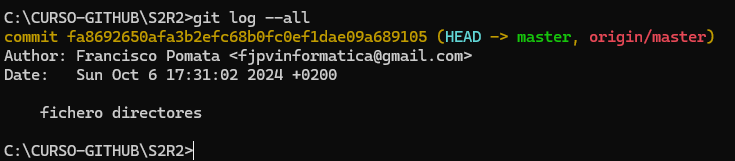 C:\CURSO-GITHUB\S2R2>git log --all
commit fa8692650afa3b2efc68b0fc0ef1dae09a689105 (HEAD -> master, origin/master)
Author: Francisco Pomata <fjpvinformatica@gmail.com>
Date:   Sun Oct 6 17:31:02 2024 +0200
    fichero directores
C:\CURSO-GITHUB\S2R2>